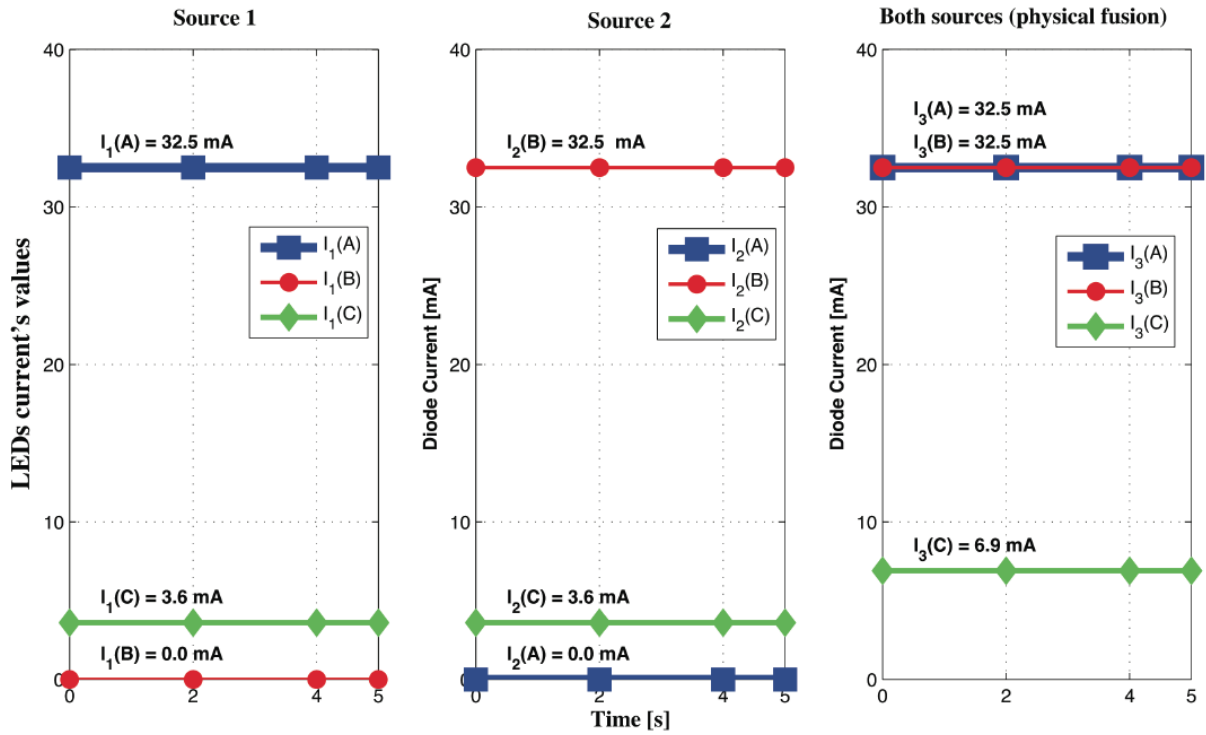 Source 1
Source 2
Both sources (physical fusion)
LEDs current's values
40
30
20
10
0
I1(A) = 32.5 mA
I1(A)
I1(B)
I1(C)
I1(C) = 3.6 mA
I1(B) = 0.0 mA
0
2
4
5
Diode Current [mA]
40
30
20
10
0
I2(B) = 32.5 mA
I2(A)
I2(B)
I2(C)
I2(C) = 3.6 mA
I2(A) = 0.0 mA
0
2
4
5
Diode Current [mA]
40
30
20
10
0
I3(A) = 32.5 mA
I3(B) = 32.5 mA
I3(A)
I3(B)
I3(C)
I3(C) = 6.9 mA
0
2
4
5
Time [s]